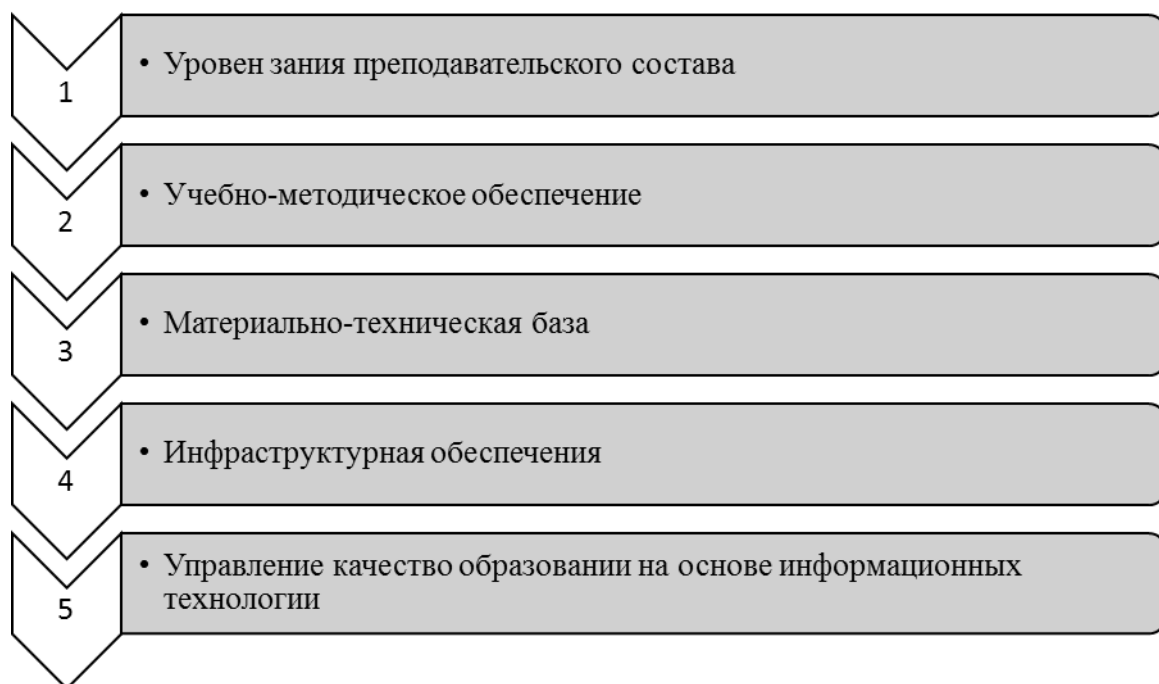 1
• Уровен зания преподавательского состава
2
• Учебно-методическое обеспечение
3
• Материально-техническая база
4
• Инфраструктурная обеспечения
5
• Управление качество образовании на основе информационных
технологии